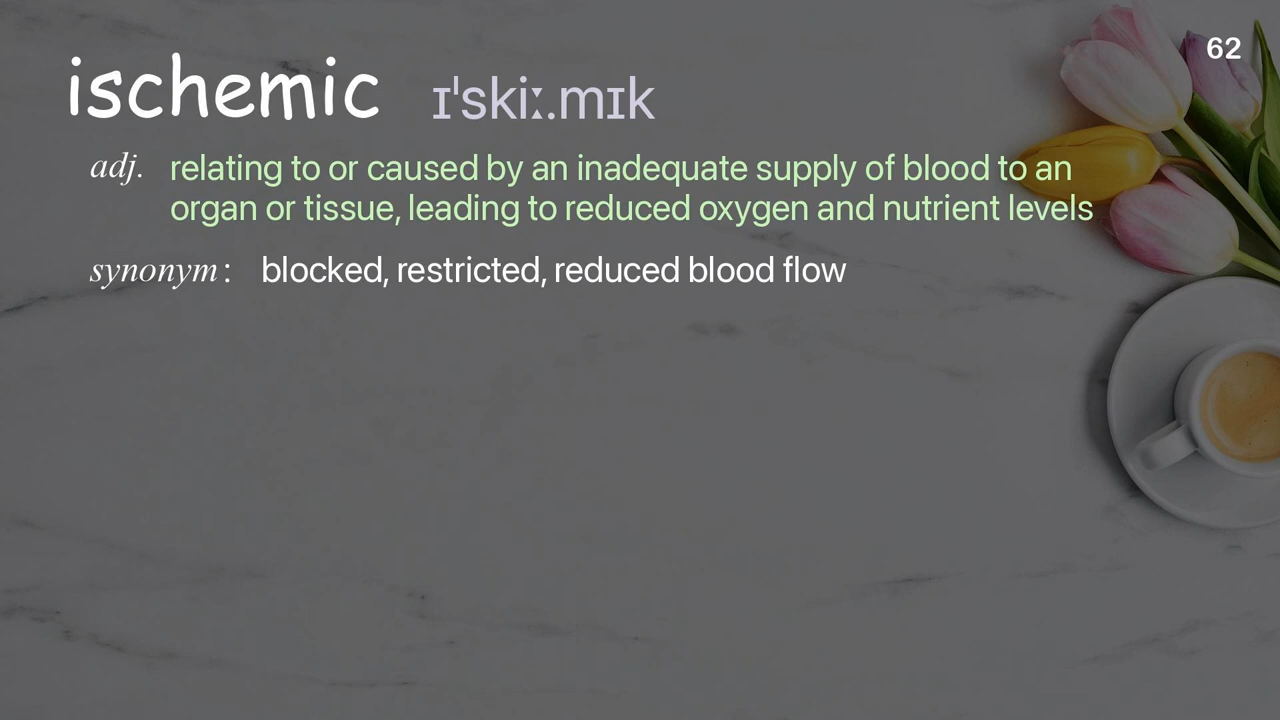 62
ischemic ɪˈskiː.mɪk
adj. relating to or caused by an inadequate supply of blood to an
organ or tissue, leading to reduced oxygen and nutrient levels
synonym: blocked, restricted, reduced blood flow